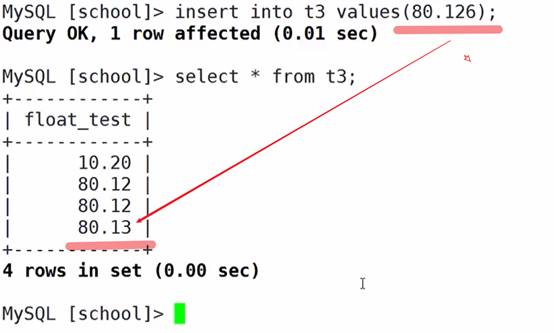 MySQL [school]> insert into t3 values(80.126);
Query OK, 1 row affected (0.01 sec)
MySQL [school]> select * from t3;
+------------+
| float_test |
+------------+
|      10.20 |
|      80.12 |
|      80.12 |
|      80.13 |
+------------+
4 rows in set (0.00 sec)
MySQL [school]>